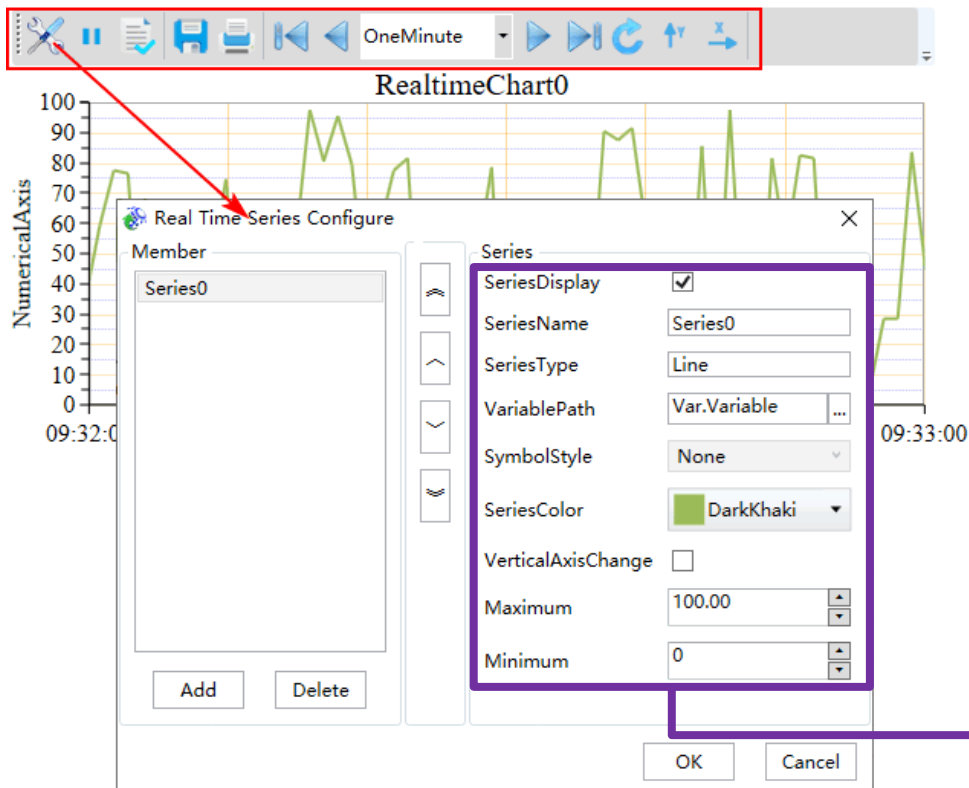 OneMinute
Y
X
RealtimeChart0
100
90
80
70
60
50
40
30
20
10
0
NumericalAxis
09:32:0
09:33:00
Real Time Series Configure
Member
Series0
Add
Delete
Series
SeriesDisplay
SeriesName Series0
SeriesType Line
VariablePath Var.Variable ...
SymbolStyle None
SeriesColor DarkKhaki
VerticalAxisChange
Maximum 100.00
Minimum 0
OK
Cancel